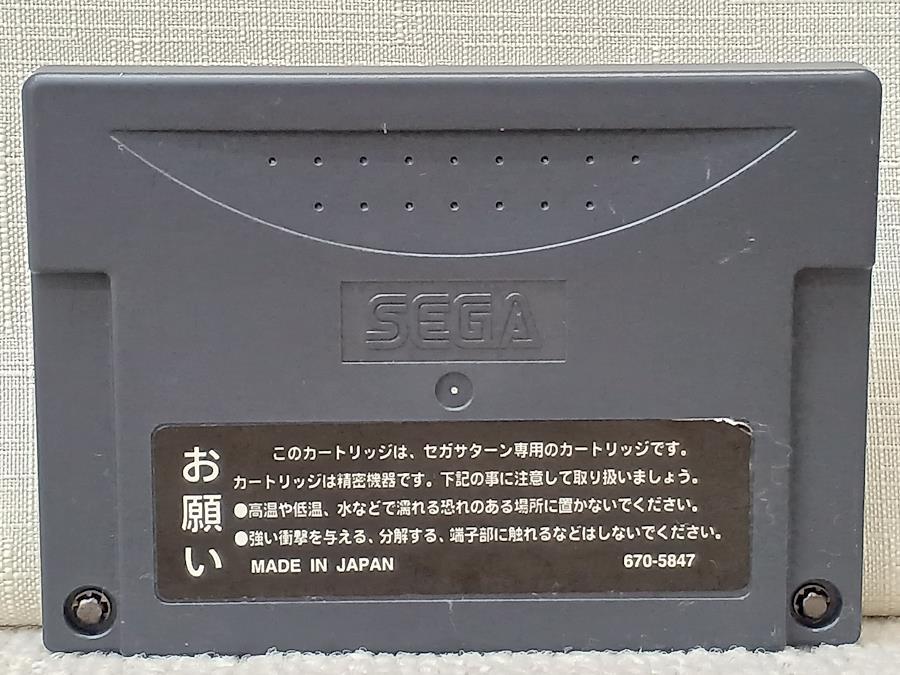 SEGA
お願い
このカートリッジは、セガサターン専用のカートリッジです。
カートリッジは精密機器です。下記の事に注意して取り扱いましょう。
●高温や低温、水などで濡れる恐れのある場所に置かないでください。
●強い衝撃を与える、分解する、端子部に触れるなどはしないでください。
MADE IN JAPAN 670-5847